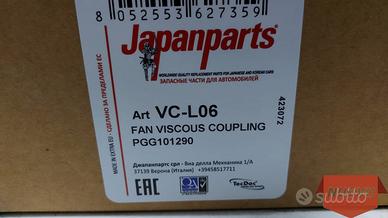 8 052553 627359
Japanparts®
WORLDWIDE QUALITY REPLACEMENT PARTS FOR JAPANESE AND KOREAN CARS
ЗАПАСНЫЕ ЧАСТИ ДЛЯ АВТОМОБИЛЕЙ
MADE IN EXTRA EU - СДЕЛАНО ЗА ПРЕДЕЛАМИ ЕС
Art VC-L06
FAN VISCOUS COUPLING
PGG101290
423072
Джапанпартс срл - Виа делла Мекканика 1/А
37139 Верона (Италия) +39458517711
EAC
TecDoc
subito